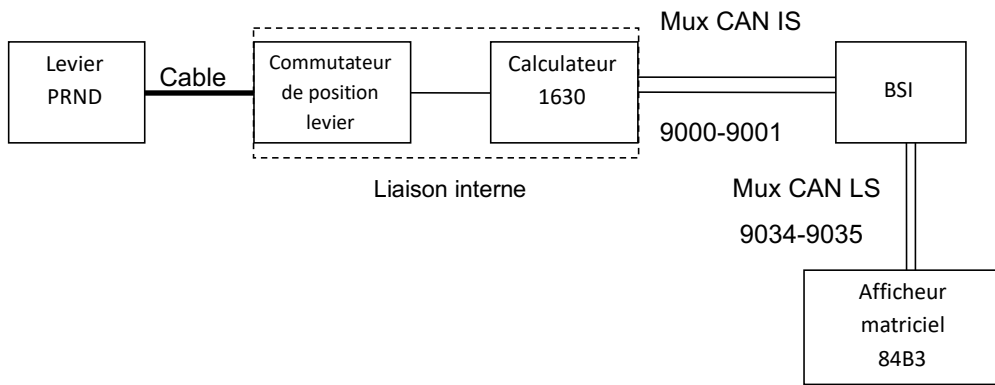 Mux CAN IS
Levier
PRND
Cable
Commutateur
de position
levier
Calculateur
1630
BSI
9000-9001
Liaison interne
Mux CAN LS
9034-9035
Afficheur
matriciel
84B3